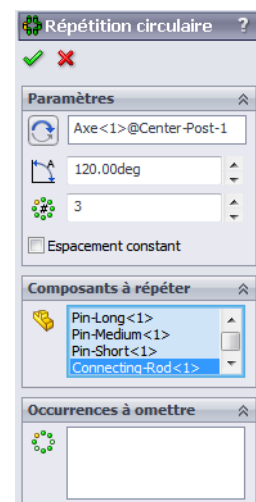 Répétition circulaire ?
Paramètres
Axe<1>@Center-Post-1
A
120.00deg
#
3
Espacement constant
Composants à répéter
Pin-Long<1>
Pin-Medium<1>
Pin-Short<1>
Connecting-Rod<1>
Occurrences à omettre